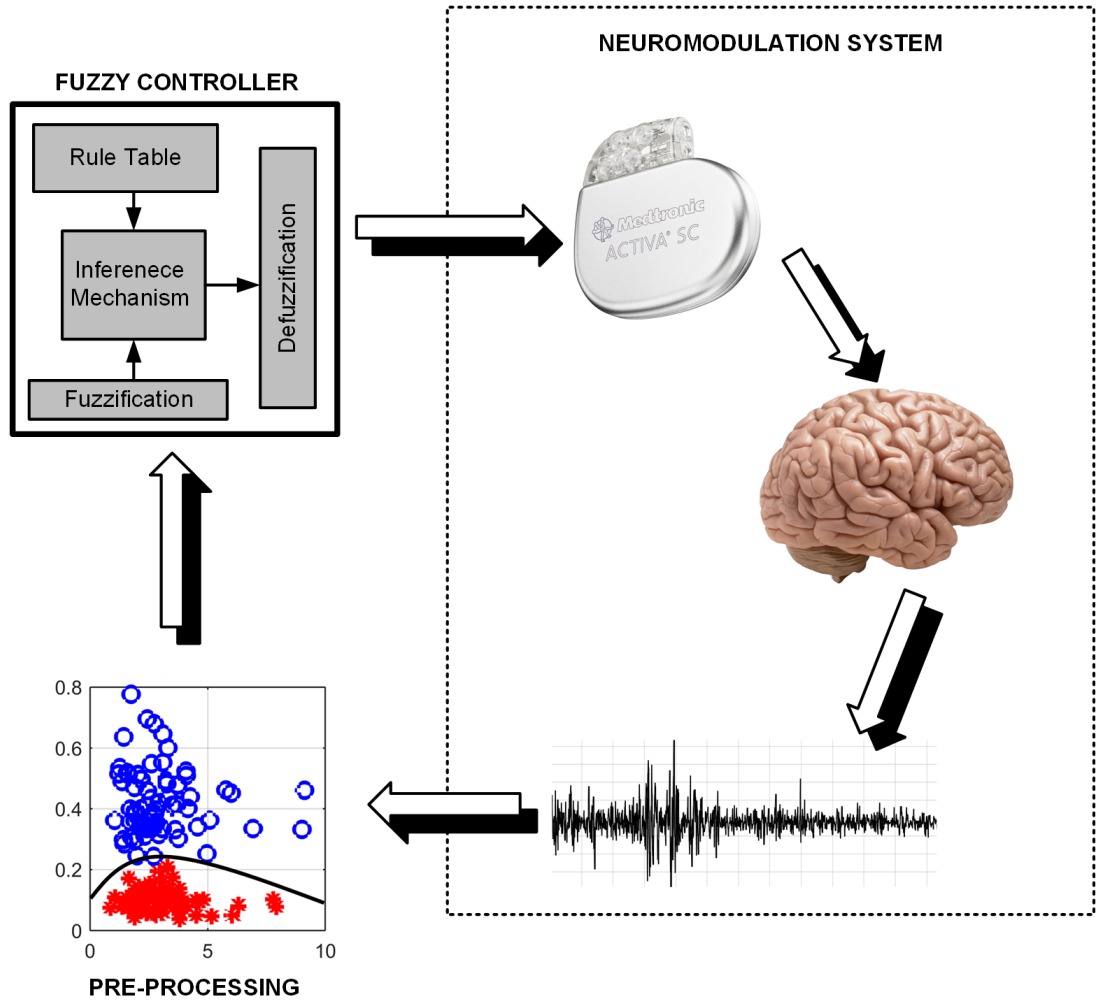 NEUROMODULATION SYSTEM
FUZZY CONTROLLER
Rule Table
Inferenece
Mechanism
Defuzzification
Fuzzification
Medtronic
ACTIVA® SC
0.8
0.6
0.4
0.2
0
0
5
10
PRE-PROCESSING